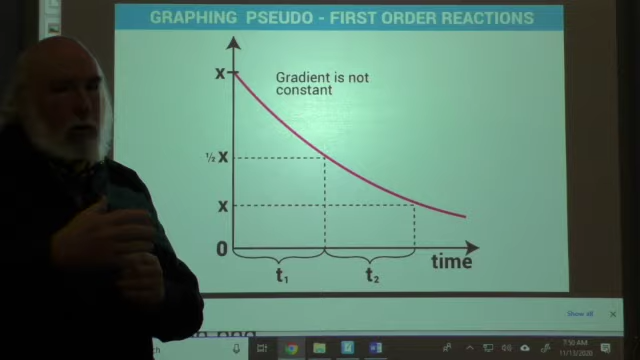 GRAPHING PSEUDO - FIRST ORDER REACTIONS
X
Gradient is not
constant
½ X
X
0
time
t₁
t₂
Show all
7:50 AM
11/13/2020